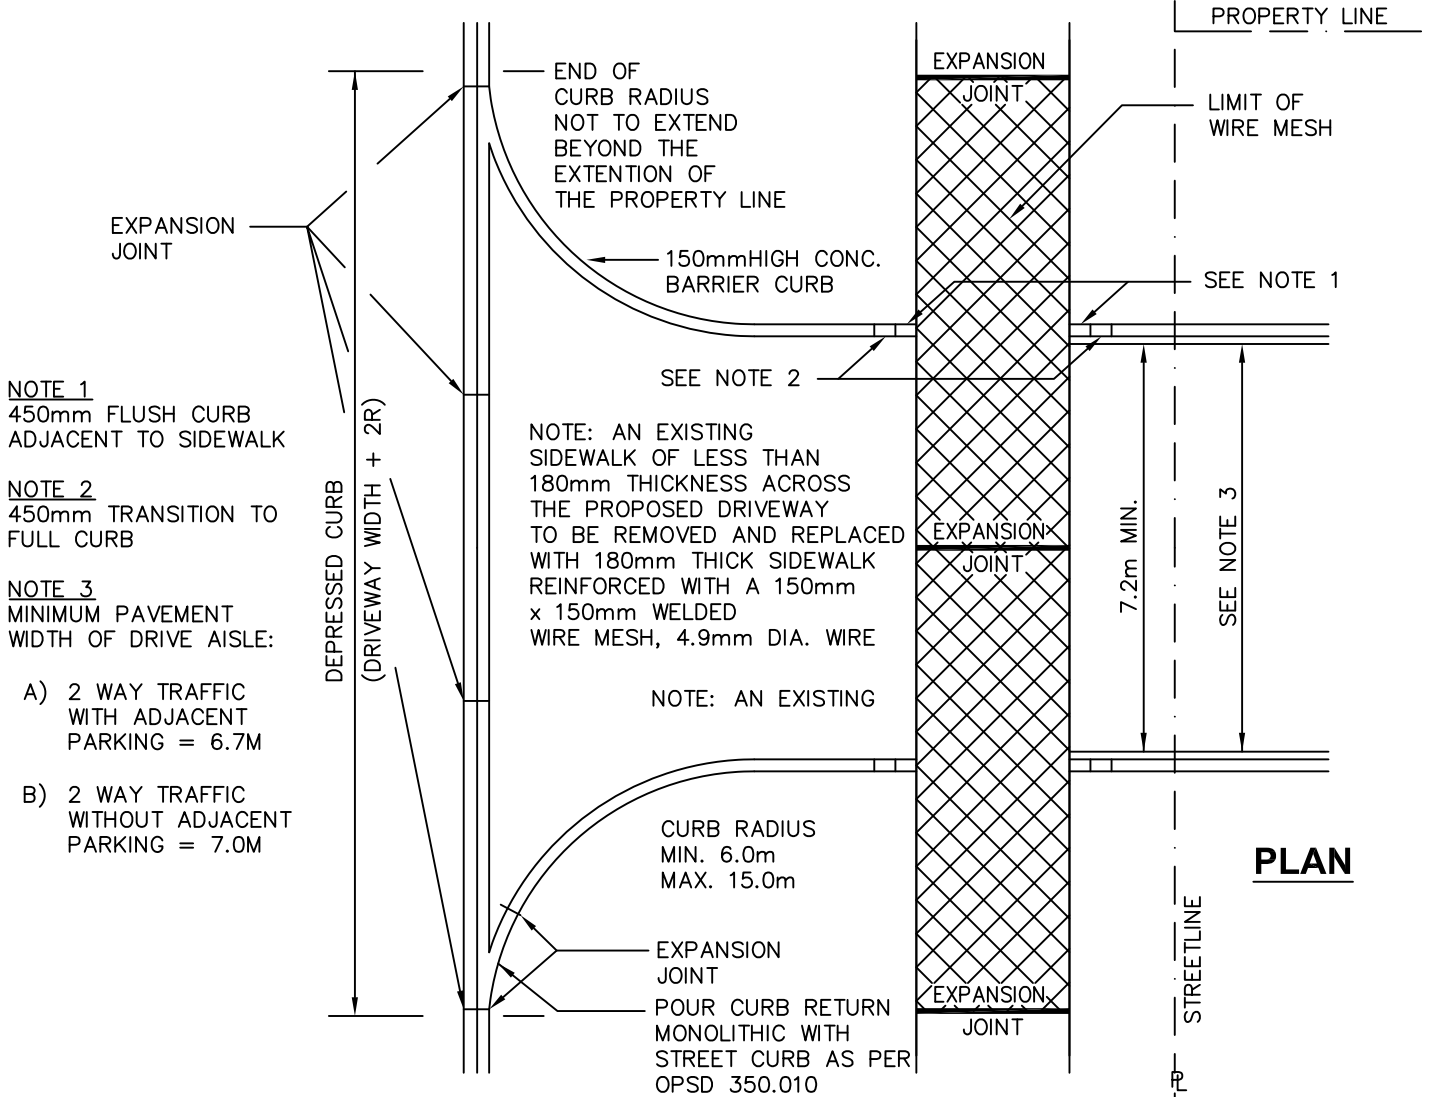 PROPERTY LINE
EXPANSION
JOINT
END OF
CURB RADIUS
NOT TO EXTEND
BEYOND THE
EXTENTION OF
THE PROPERTY LINE
LIMIT OF
WIRE MESH
EXPANSION
JOINT
150mmHIGH CONC.
BARRIER CURB
SEE NOTE 1
SEE NOTE 2
NOTE 1
450mm FLUSH CURB
ADJACENT TO SIDEWALK
NOTE 2
450mm TRANSITION TO
FULL CURB
NOTE 3
MINIMUM PAVEMENT
WIDTH OF DRIVE AISLE:
A) 2 WAY TRAFFIC
WITH ADJACENT
PARKING = 6.7M
B) 2 WAY TRAFFIC
WITHOUT ADJACENT
PARKING = 7.0M
DEPRESSED CURB
(DRIVEWAY WIDTH + 2R)
NOTE: AN EXISTING
SIDEWALK OF LESS THAN
180mm THICKNESS ACROSS
THE PROPOSED DRIVEWAY
TO BE REMOVED AND REPLACED
WITH 180mm THICK SIDEWALK
REINFORCED WITH A 150mm
x 150mm WELDED
WIRE MESH, 4.9mm DIA. WIRE
NOTE: AN EXISTING
EXPANSION
JOINT
7.2m MIN.
SEE NOTE 3
CURB RADIUS
MIN. 6.0m
MAX. 15.0m
PLAN
EXPANSION
JOINT
POUR CURB RETURN
MONOLITHIC WITH
STREET CURB AS PER
OPSD 350.010
EXPANSION
JOINT
STREETLINE
PL